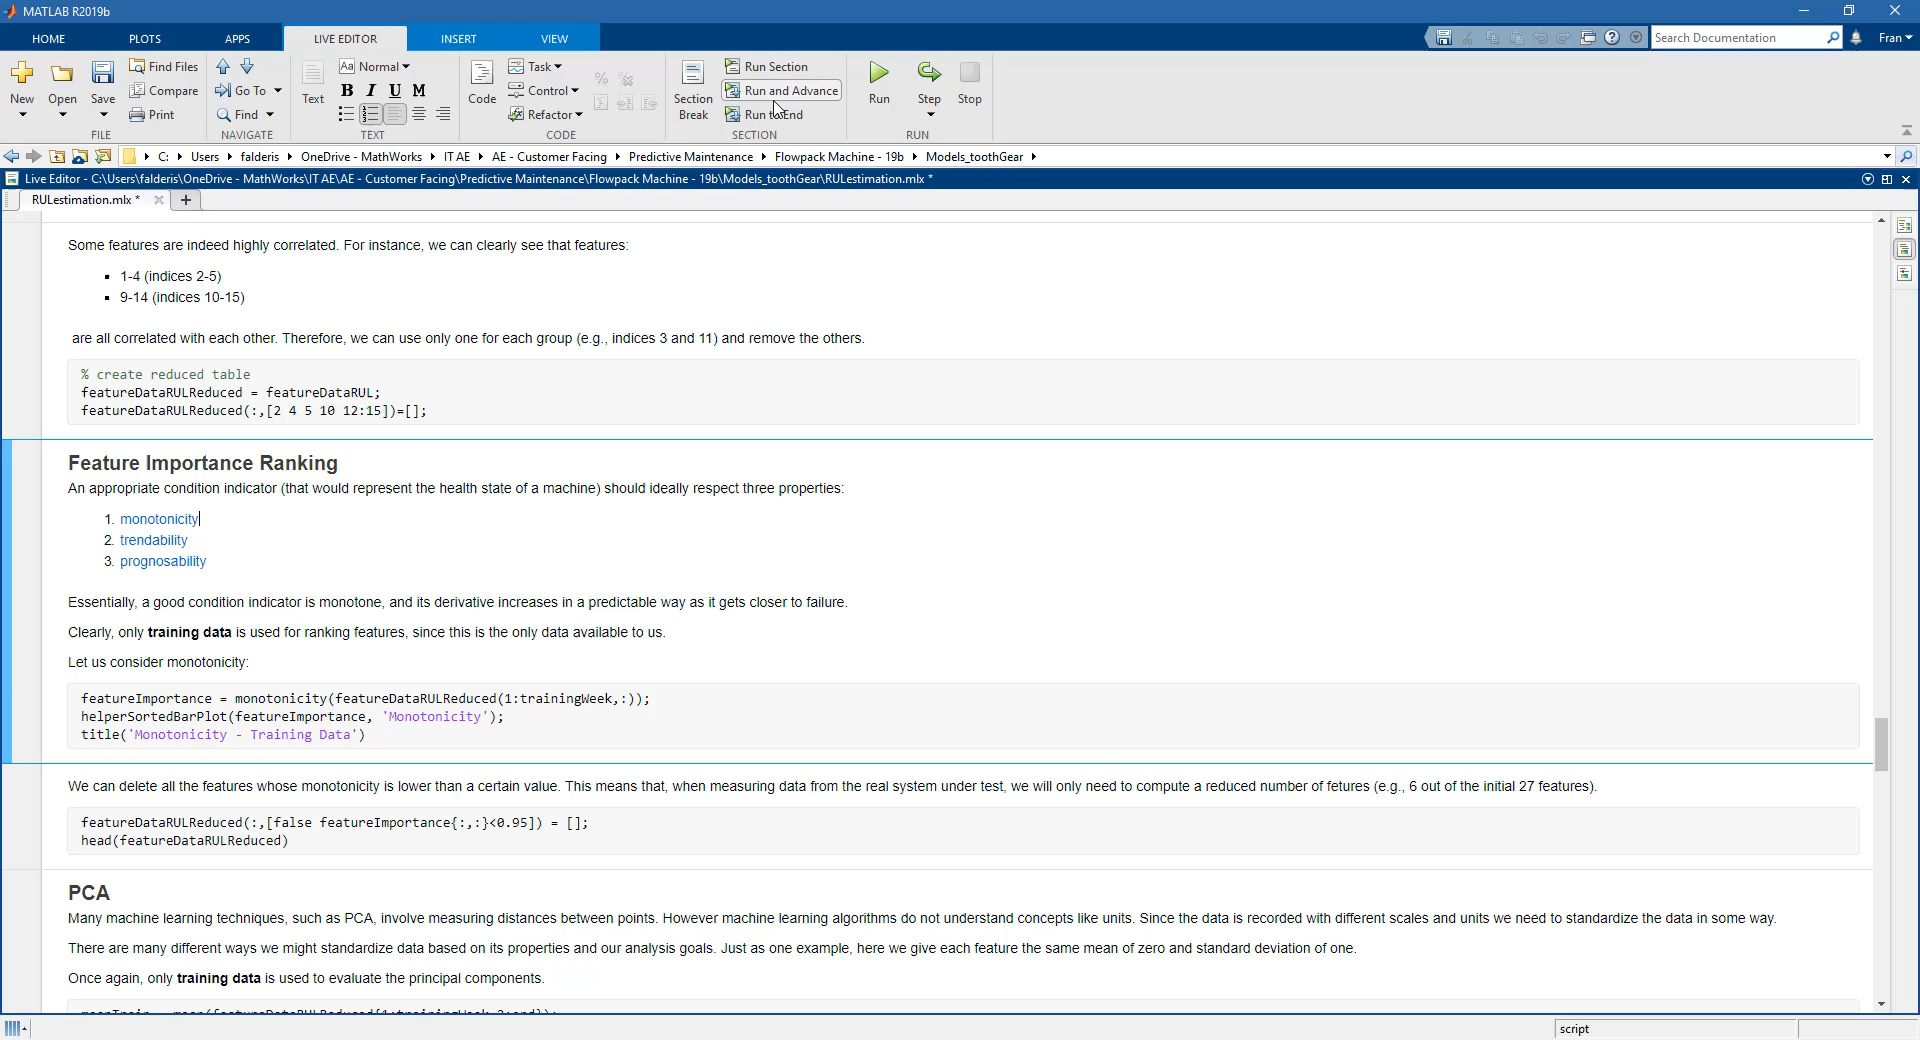 MATLAB R2019b
HOME PLOTS APPS LIVE EDITOR INSERT VIEW
Search Documentation Fran
New Open Save Find Files Compare Print
FILE
Go To Find
NAVIGATE
Text Aa Normal B I U M
TEXT
Code Task Control Refactor
CODE
Section Break Run Section Run and Advance Run to End
SECTION
Run Step Stop
RUN
C: Users falderis OneDrive - MathWorks IT AE AE - Customer Facing Predictive Maintenance Flowpack Machine - 19b Models_toothGear
Live Editor - C:\Users\falderis\OneDrive - MathWorks\IT AE\AE - Customer Facing\Predictive Maintenance\Flowpack Machine - 19b\Models_toothGear\RULestimation.mlx *
RULestimation.mlx *
Some features are indeed highly correlated. For instance, we can clearly see that features:
▪ 1-4 (indices 2-5)
▪ 9-14 (indices 10-15)
are all correlated with each other. Therefore, we can use only one for each group (e.g., indices 3 and 11) and remove the others.
% create reduced table
featureDataRULReduced = featureDataRUL;
featureDataRULReduced(:,[2 4 5 10 12:15])=[];
Feature Importance Ranking
An appropriate condition indicator (that would represent the health state of a machine) should ideally respect three properties:
1. monotonicity
2. trendability
3. prognosability
Essentially, a good condition indicator is monotone, and its derivative increases in a predictable way as it gets closer to failure.
Clearly, only training data is used for ranking features, since this is the only data available to us.
Let us consider monotonicity:
featureImportance = monotonicity(featureDataRULReduced(1:trainingWeek,:));
helperSortedBarPlot(featureImportance, 'Monotonicity');
title('Monotonicity - Training Data')
We can delete all the features whose monotonicity is lower than a certain value. This means that, when measuring data from the real system under test, we will only need to compute a reduced number of fetures (e.g., 6 out of the initial 27 features).
featureDataRULReduced(:,[false featureImportance{:,:}<0.95]) = [];
head(featureDataRULReduced)
PCA
Many machine learning techniques, such as PCA, involve measuring distances between points. However machine learning algorithms do not understand concepts like units. Since the data is recorded with different scales and units we need to standardize the data in some way.
There are many different ways we might standardize data based on its properties and our analysis goals. Just as one example, here we give each feature the same mean of zero and standard deviation of one.
Once again, only training data is used to evaluate the principal components.
script